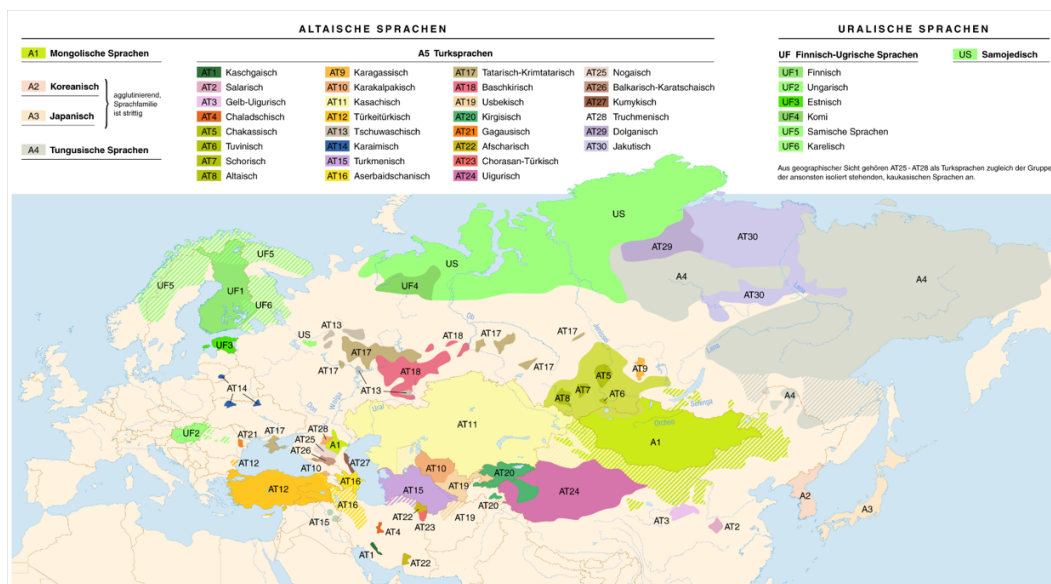 ALTAISCHE SPRACHEN
A1 Mongolische Sprachen
A2 Koreanisch
A3 Japanisch
agglutinierend,
Sprachfamilie
ist strittig
A4 Tungusische Sprachen
A5 Turksprachen
AT1 Kaschgaisch
AT2 Salarisch
AT3 Gelb-Uigurisch
AT4 Chaladschisch
AT5 Chakassisch
AT6 Tuvinisch
AT7 Schorisch
AT8 Altaisch
AT9 Karagassisch
AT10 Karakalpakisch
AT11 Kasachisch
AT12 Türkeitürkisch
AT13 Tschuwaschisch
AT14 Karaimisch
AT15 Turkmenisch
AT16 Aserbaidschanisch
AT17 Tatarisch-Krimtatarisch
AT18 Baschkirisch
AT19 Usbekisch
AT20 Kirgisisch
AT21 Gagausisch
AT22 Afscharisch
AT23 Chorasan-Türkisch
AT24 Uigurisch
AT25 Nogaisch
AT26 Balkarisch-Karatschaisch
AT27 Kumykisch
AT28 Truchmenisch
AT29 Dolganisch
AT30 Jakutisch
URALISCHE SPRACHEN
UF Finnisch-Ugrische Sprachen
UF1 Finnisch
UF2 Ungarisch
UF3 Estnisch
UF4 Komi
UF5 Samische Sprachen
UF6 Karelisch
US Samojedisch
Aus geographischer Sicht gehören AT25 - AT28 als Turksprachen zugleich der Gruppe
der ansonsten isoliert stehenden, kaukasischen Sprachen an.
US
AT30
AT29
UF5
US
A4
A4
UF5
UF1
UF4
UF6
AT30
Lena
Ob
Jenissei
US
AT13
UF3
AT17
AT18
AT17
AT17
Lena
AT17
AT18
AT17
AT9
AT5
AT13
AT7
AT6
AT8
A4
AT14
Don
Wolga
Ural
Selenga
Orchon
AT11
A1
UF2
AT21
AT17
AT28
AT25
A1
AT26
AT27
AT12
AT10
AT16
AT10
AT20
AT12
AT15
AT19
AT24
A2
A3
AT16
AT20
AT15
AT22
AT19
AT3
AT2
AT4
AT23
AT1
AT22